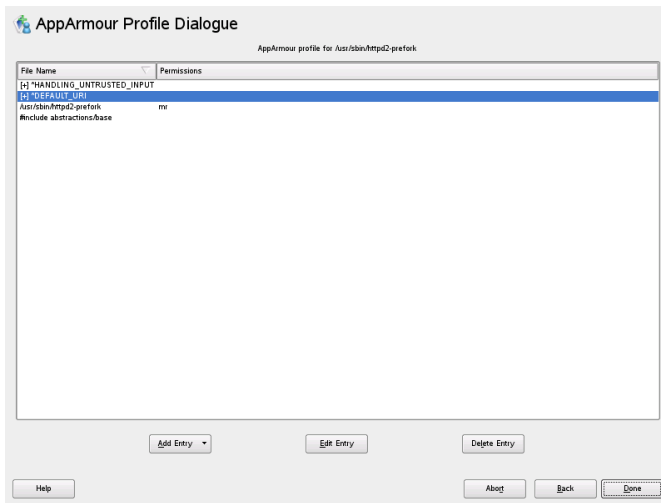 AppArmour Profile Dialogue
AppArmour profile for /usr/sbin/httpd2-prefork
File Name Permissions
[+] ^HANDLING_UNTRUSTED_INPUT
[+] ^DEFAULT_URI
/usr/sbin/httpd2-prefork mr
#include abstractions/base
Add Entry Edit Entry Delete Entry
Help Abort Back Done